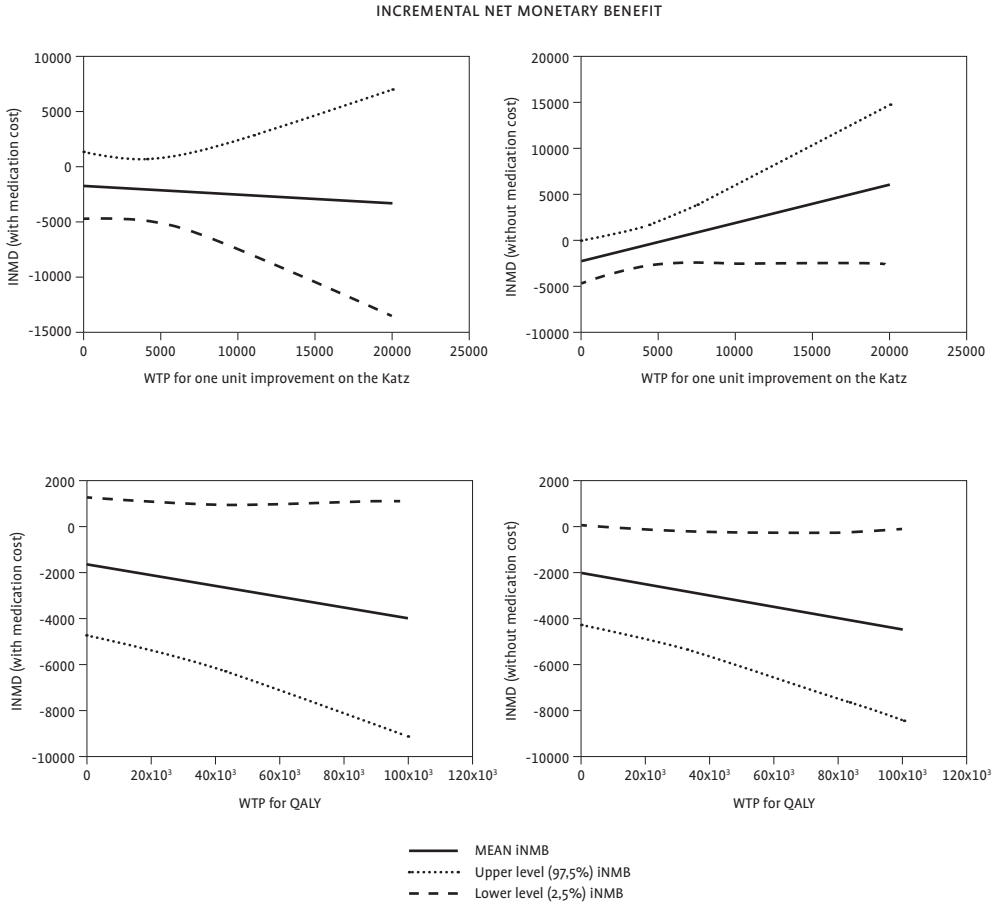 INCREMENTAL NET MONETARY BENEFIT
INMD (with medication cost)
10000
5000
0
-5000
-10000
-15000
0 5000 10000 15000 20000 25000
WTP for one unit improvement on the Katz
INMD (without medication cost)
20000
15000
10000
5000
0
-5000
-10000
0 5000 10000 15000 20000 25000
WTP for one unit improvement on the Katz
INMD (with medication cost)
2000
0
-2000
-4000
-6000
-8000
-10000
0 20x10³ 40x10³ 60x10³ 80x10³ 100x10³ 120x10³
WTP for QALY
INMD (without medication cost)
2000
0
-2000
-4000
-6000
-8000
-10000
0 20x10³ 40x10³ 60x10³ 80x10³ 100x10³ 120x10³
WTP for QALY
MEAN iNMB
Upper level (97,5%) iNMB
Lower level (2,5%) iNMB